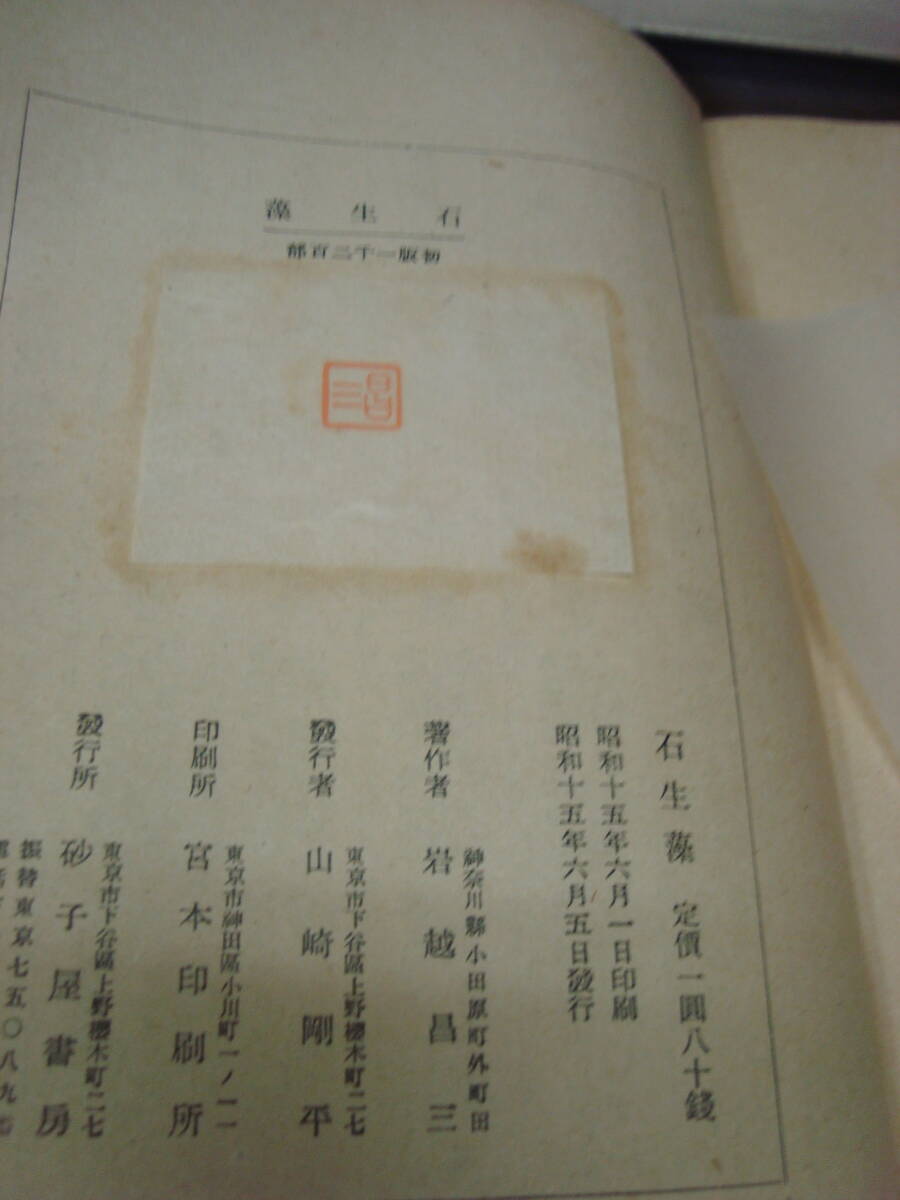 石生藻
初版一千二百部
昌三
石生藻 定價一圓八十錢
昭和十五年六月一日印刷
昭和十五年六月五日發行
神奈川縣小田原町外町田
著作者 岩越昌三
東京市下谷區上野櫻木町二七
發行者 山崎剛平
東京市神田區小川町一ノ一一
印刷所 宮本印刷所
東京市下谷區上野櫻木町二七
發行所 砂子屋書房
振替東京七五〇八九